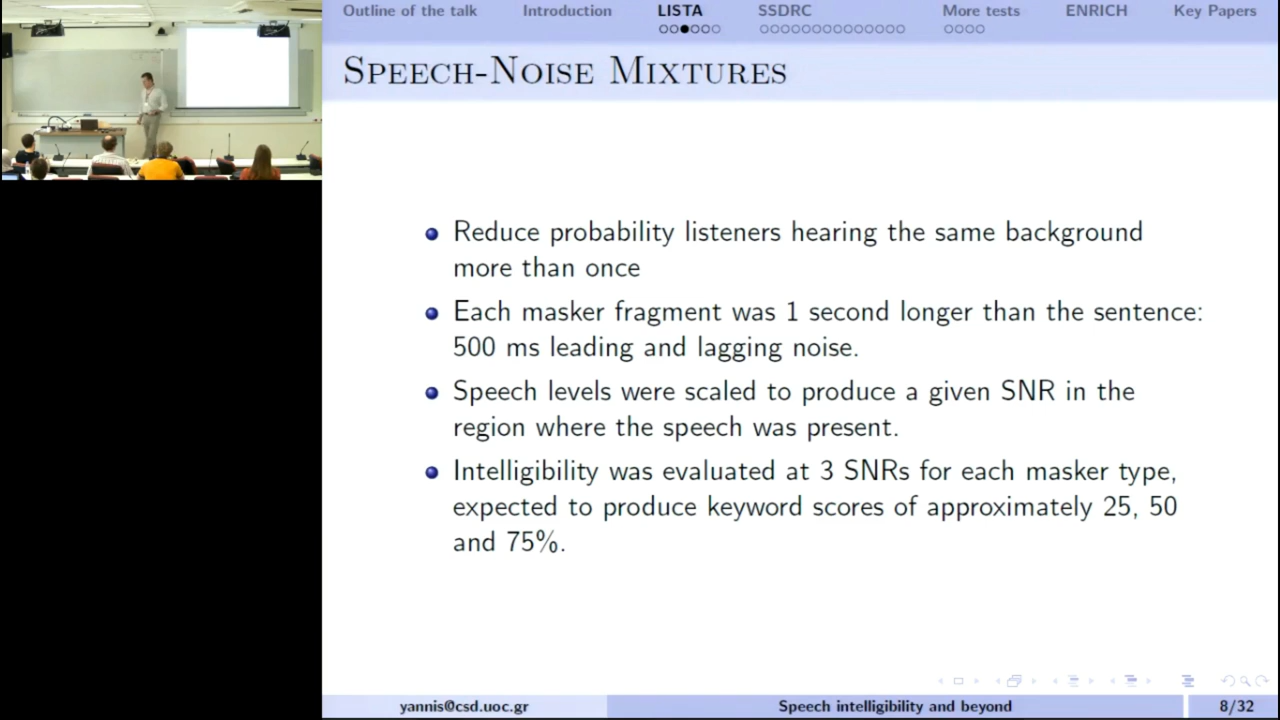 Outline of the talk Introduction LISTA SSDRC More tests ENRICH Key Papers
Speech-Noise Mixtures
Reduce probability listeners hearing the same background
more than once
Each masker fragment was 1 second longer than the sentence:
500 ms leading and lagging noise.
Speech levels were scaled to produce a given SNR in the
region where the speech was present.
Intelligibility was evaluated at 3 SNRs for each masker type,
expected to produce keyword scores of approximately 25, 50
and 75%.
yannis@csd.uoc.gr Speech intelligibility and beyond 8/32